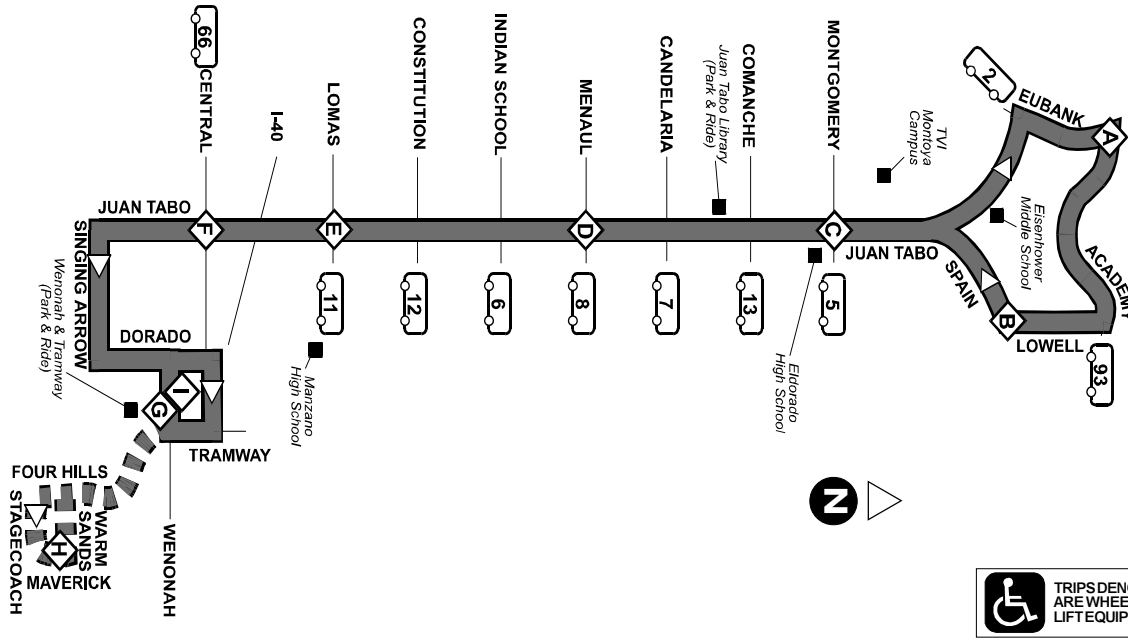 66
CENTRAL
I-40
LOMAS
CONSTITUTION
INDIAN SCHOOL
MENAUL
CANDELARIA
COMANCHE
Juan Tabo Library
(Park & Ride)
MONTGOMERY
TVI
Montoya
Campus
2
EUBANK
A
Eisenhower
Middle School
ACADEMY
JUAN TABO
F
E
D
C
JUAN TABO
SPAIN
B
LOWELL
93
SINGING ARROW
Wenonah & Tramway
(Park & Ride)
DORADO
11
12
6
8
7
13
5
Manzano
High School
Eldorado
High School
I
G
TRAMWAY
FOUR HILLS
STAGECOACH
WARM
SANDS
H
MAVERICK
WENONAH
N
TRIPS DENO
ARE WHEE
LIFT EQUIP